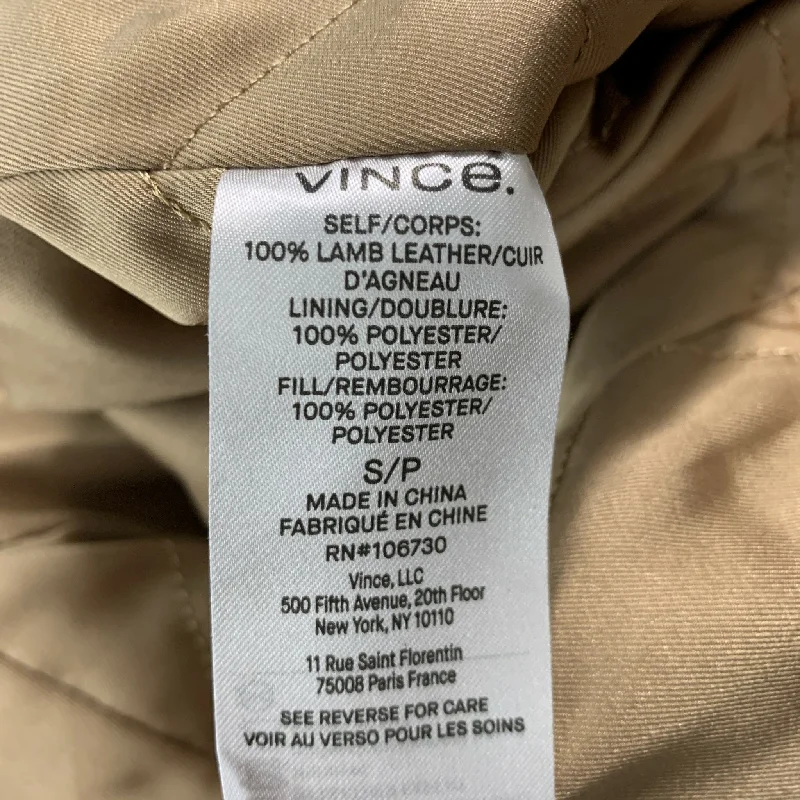 VINCe.
SELF/CORPS:
100% LAMB LEATHER/CUIR
D'AGNEAU
LINING/DOUBLURE:
100% POLYESTER/
POLYESTER
FILL/REMBOURRAGE:
100% POLYESTER/
POLYESTER
S/P
MADE IN CHINA
FABRIQUÉ EN CHINE
RN#106730
Vince, LLC
500 Fifth Avenue, 20th Floor
New York, NY 10110
11 Rue Saint Florentin
75008 Paris France
SEE REVERSE FOR CARE
VOIR AU VERSO POUR LES SOINS